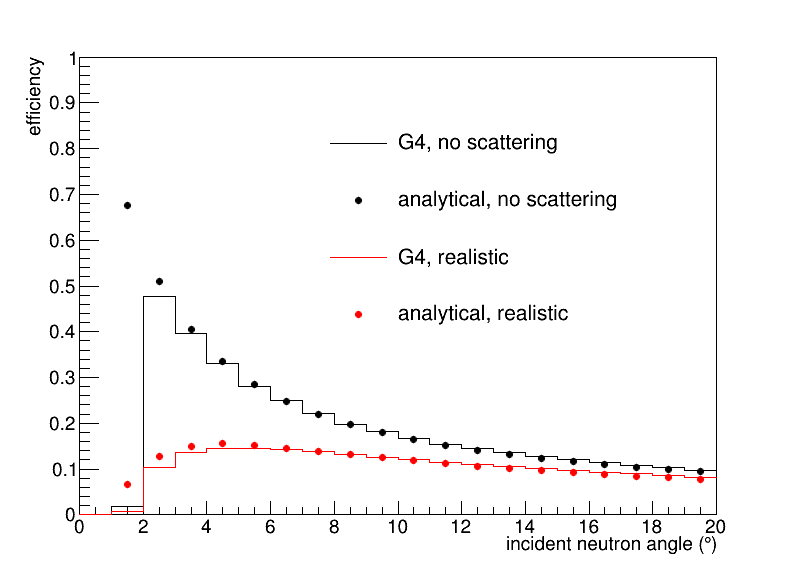 efficiency
1
0.9
0.8
0.7
0.6
0.5
0.4
0.3
0.2
0.1
0
G4, no scattering
analytical, no scattering
G4, realistic
analytical, realistic
0 2 4 6 8 10 12 14 16 18 20
incident neutron angle (°)